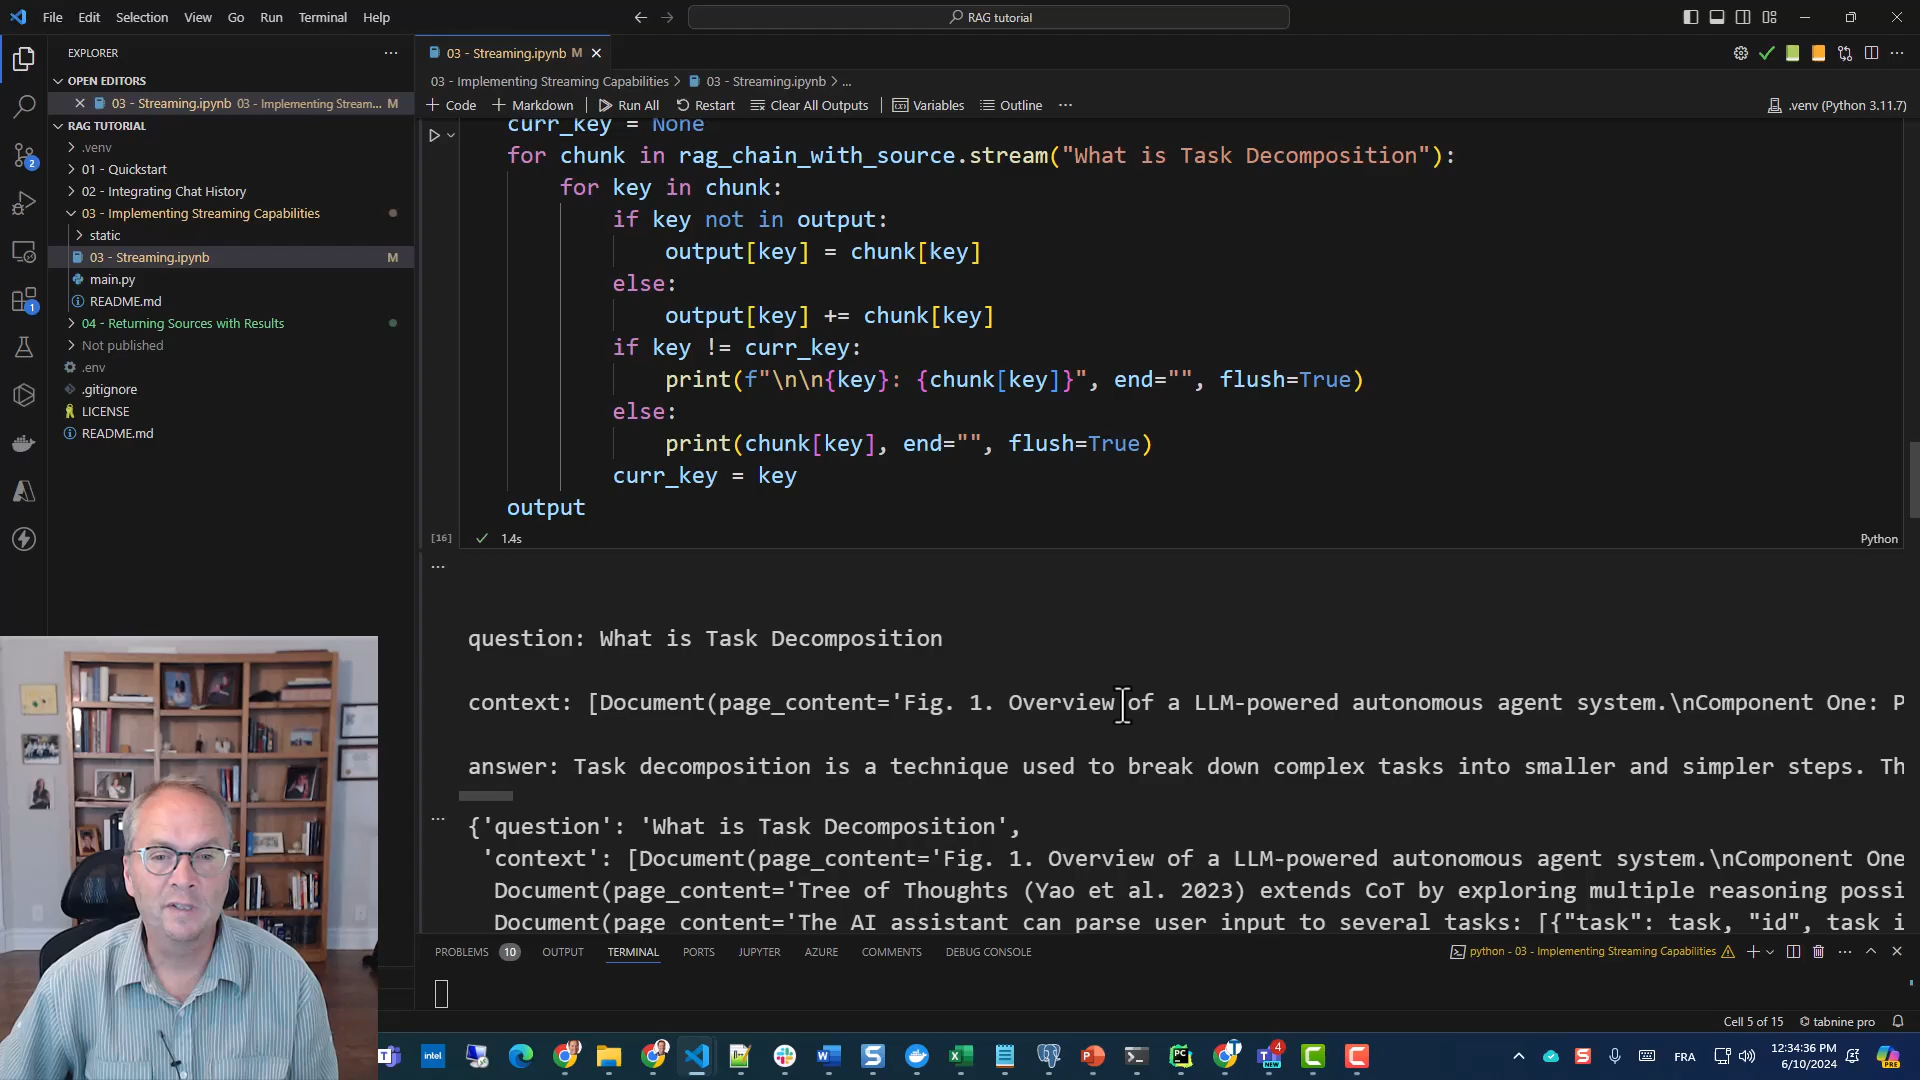 File Edit Selection View Go Run Terminal Help
RAG tutorial
EXPLORER
OPEN EDITORS
03 - Streaming.ipynb 03 - Implementing Stream... M
RAG TUTORIAL
.venv
01 - Quickstart
02 - Integrating Chat History
03 - Implementing Streaming Capabilities
static
03 - Streaming.ipynb M
main.py
README.md
04 - Returning Sources with Results
Not published
.env
.gitignore
LICENSE
README.md
2
1
03 - Streaming.ipynb M
03 - Implementing Streaming Capabilities > 03 - Streaming.ipynb > ...
Code Markdown Run All Restart Clear All Outputs Variables Outline ...
.venv (Python 3.11.7)
curr_key = None
for chunk in rag_chain_with_source.stream("What is Task Decomposition"):
for key in chunk:
if key not in output:
output[key] = chunk[key]
else:
output[key] += chunk[key]
if key != curr_key:
print(f"\n\n{key}: {chunk[key]}", end="", flush=True)
else:
print(chunk[key], end="", flush=True)
curr_key = key
output
[16] 1.4s Python
...
question: What is Task Decomposition
context: [Document(page_content='Fig. 1. Overview of a LLM-powered autonomous agent system.\nComponent One: P
answer: Task decomposition is a technique used to break down complex tasks into smaller and simpler steps. Th
...
{'question': 'What is Task Decomposition',
'context': [Document(page_content='Fig. 1. Overview of a LLM-powered autonomous agent system.\nComponent One
Document(page_content='Tree of Thoughts (Yao et al. 2023) extends CoT by exploring multiple reasoning possi
Document(page_content='The AI assistant can parse user input to several tasks: [{"task": task, "id", task i
PROBLEMS 10 OUTPUT TERMINAL PORTS JUPYTER AZURE COMMENTS DEBUG CONSOLE
python - 03 - Implementing Streaming Capabilities
Cell 5 of 15 tabnine pro
intel
4
FRA
12:34:36 PM
6/10/2024
PRE